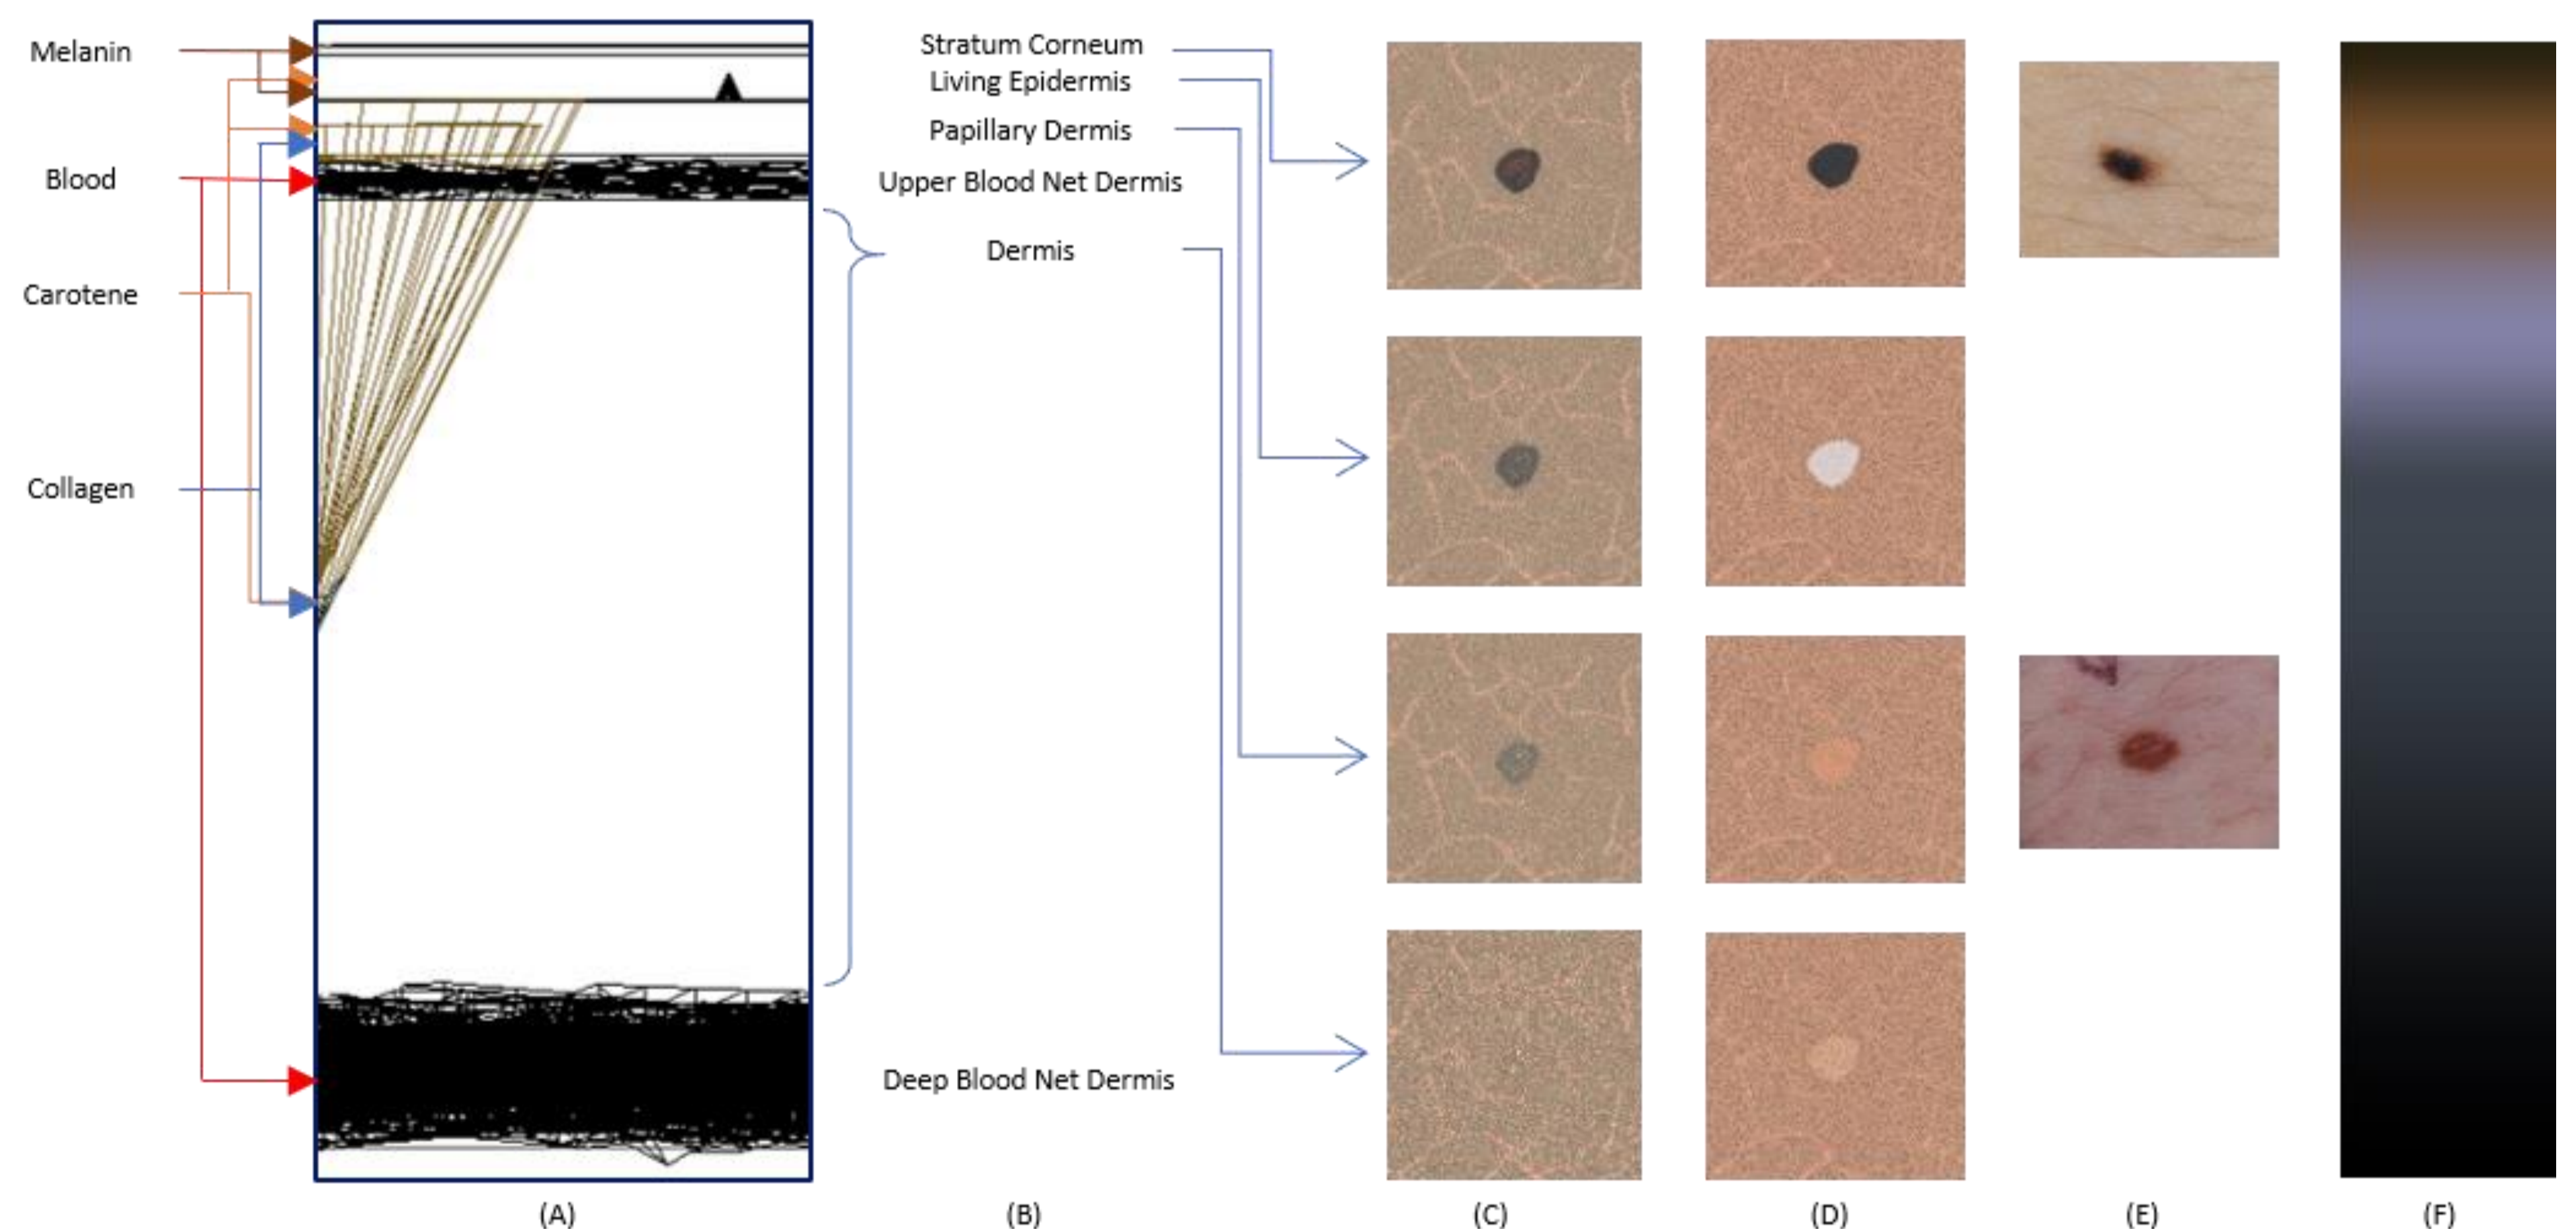 Melanin
Blood
Carotene
Collagen
Stratum Corneum
Living Epidermis
Papillary Dermis
Upper Blood Net Dermis
Dermis
Deep Blood Net Dermis
(A)
(B)
(C)
(D)
(E)
(F)